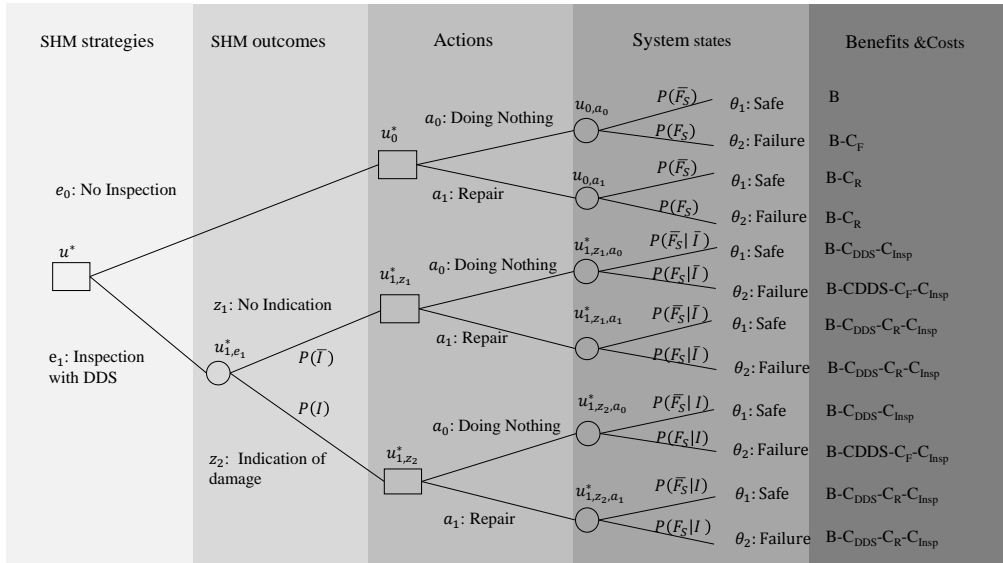 SHM strategies
SHM outcomes
Actions
System states
Benefits &Costs
e₀: No Inspection
u*
e₁: Inspection
with DDS
z₁: No Indication
u*₁,ₑ₁
P(I̅)
P(I)
z₂: Indication of
damage
u₀*
a₀: Doing Nothing
a₁: Repair
u*₁,z₁
a₀: Doing Nothing
a₁: Repair
u*₁,z₂
a₀: Doing Nothing
a₁: Repair
u₀,a₀
P(F̅S) θ₁: Safe B
P(FS) θ₂: Failure B-CF
u₀,a₁
P(F̅S) θ₁: Safe B-CR
P(FS) θ₂: Failure B-CR
u*₁,z₁,a₀
P(F̅S| I̅) θ₁: Safe B-CDDS-CInsp
P(FS|I̅) θ₂: Failure B-CDDS-CF-CInsp
u*₁,z₁,a₁
P(F̅S|I̅) θ₁: Safe B-CDDS-CR-CInsp
P(FS|I̅) θ₂: Failure B-CDDS-CR-CInsp
u*₁,z₂,a₀
P(F̅S| I) θ₁: Safe B-CDDS-CInsp
P(FS|I) θ₂: Failure B-CDDS-CF-CInsp
u*₁,z₂,a₁
P(F̅S|I) θ₁: Safe B-CDDS-CR-CInsp
P(FS|I) θ₂: Failure B-CDDS-CR-CInsp